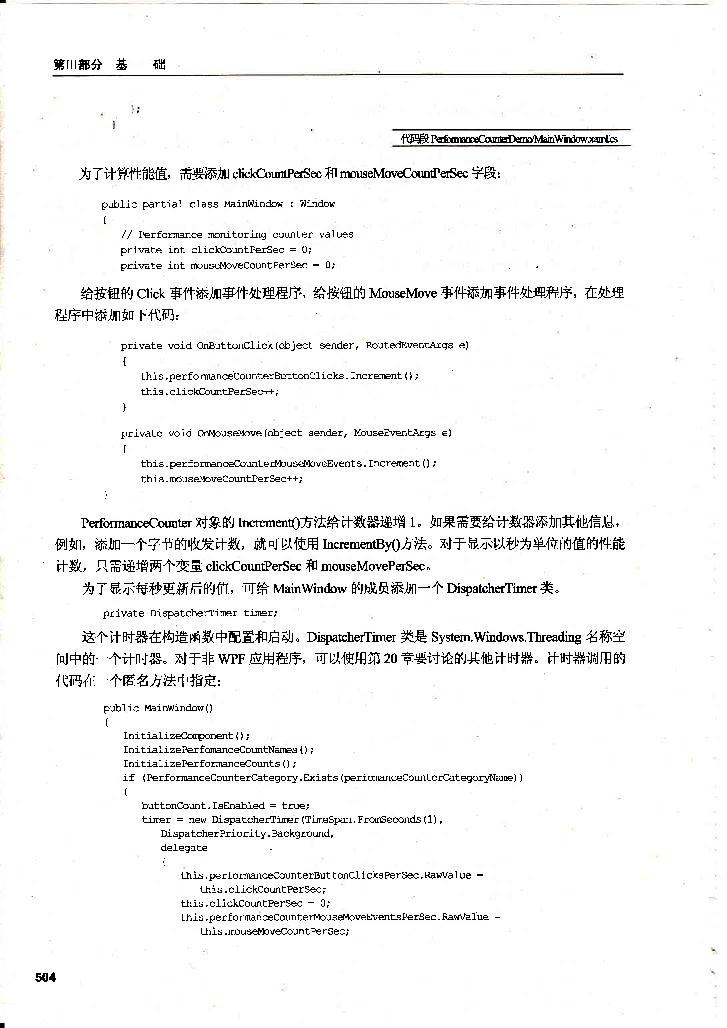 第III部分 基 础
};
}
代码段 PerformanceCounterDemo/MainWindow.xaml.cs
为了计算性能值，需要添加 clickCountPerSec 和 mouseMoveCountPerSec 字段：
public partial class MainWindow : Window
{
// Performance monitoring counter values
private int clickCountPerSec = 0;
private int mouseMoveCountPerSec = 0;
给按钮的 Click 事件添加事件处理程序，给按钮的 MouseMove 事件添加事件处理程序，在处理
程序中添加如下代码：
private void OnButtonClick(object sender, RoutedEventArgs e)
{
this.performanceCounterButtonClicks.Increment();
this.clickCountPerSec++;
}
private void OnMouseMove(object sender, MouseEventArgs e)
{
this.performanceCounterMouseMoveEvents.Increment();
this.mouseMoveCountPerSec++;
}
PerformanceCounter 对象的 Increment()方法给计数器递增 1。如果需要给计数器添加其他信息，
例如，添加一个字节的收发计数，就可以使用 IncrementBy()方法。对于显示以秒为单位的值的性能
计数，只需递增两个变量 clickCountPerSec 和 mouseMovePerSec。
为了显示每秒更新后的值，可给 MainWindow 的成员添加一个 DispatcherTimer 类。
private DispatcherTimer timer;
这个计时器在构造函数中配置和启动。DispatcherTimer 类是 System.Windows.Threading 名称空
间中的一个计时器。对于非 WPF 应用程序，可以使用第 20 章要讨论的其他计时器。计时器调用的
代码在一个匿名方法中指定：
public MainWindow()
{
InitializeComponent();
InitializePerfomanceCountNames();
InitializePerformanceCounts();
if (PerformanceCounterCategory.Exists(performanceCounterCategoryName))
{
buttonCount.IsEnabled = true;
timer = new DispatcherTimer(TimeSpan.FromSeconds(1),
DispatcherPriority.Background,
delegate
{
this.performanceCounterButtonClicksPerSec.RawValue =
this.clickCountPerSec;
this.clickCountPerSec = 0;
this.performanceCounterMouseMoveEventsPerSec.RawValue =
this.mouseMoveCountPerSec;
504